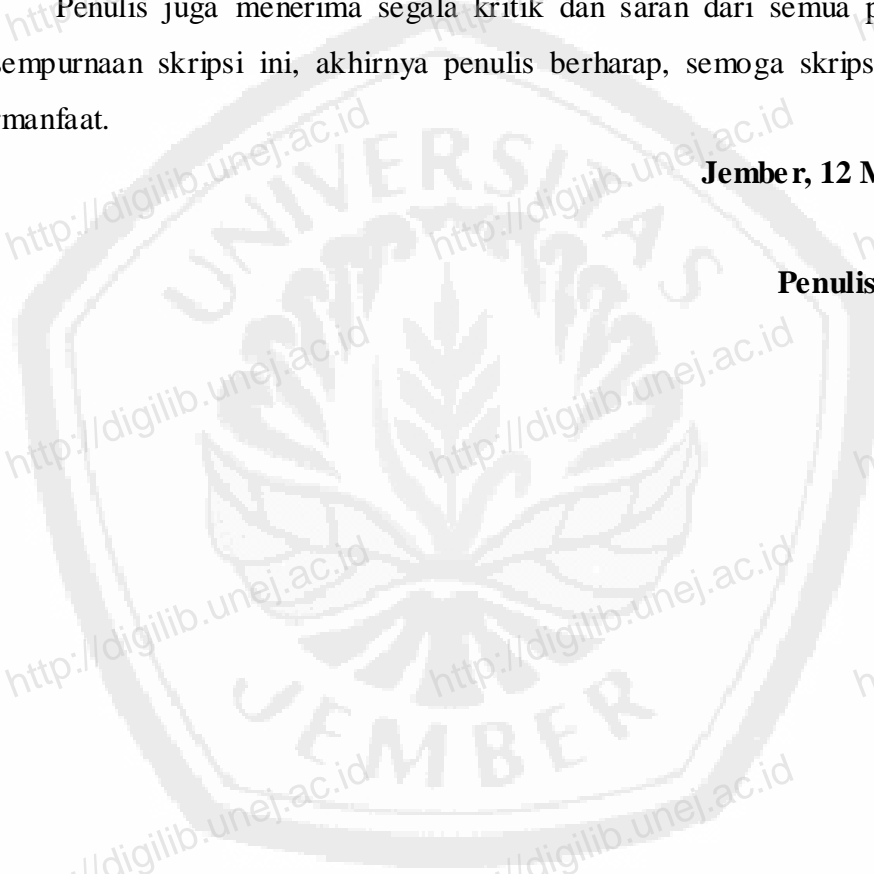 Penulis juga menerima segala kritik dan saran dari semua p
sempurnaan skripsi ini, akhirnya penulis berharap, semoga skrips
rmanfaat.
Jember, 12 M
Penulis
UNIVERSITAS
JEMBER
http://digilib.unej.ac.id
http://digilib.unej.ac.id
http://digilib.unej.ac.id
http://digilib.unej.ac.id
http://digilib.unej.ac.id
http://digilib.unej.ac.id
http://digilib.unej.ac.id
http://digilib.unej.ac.id